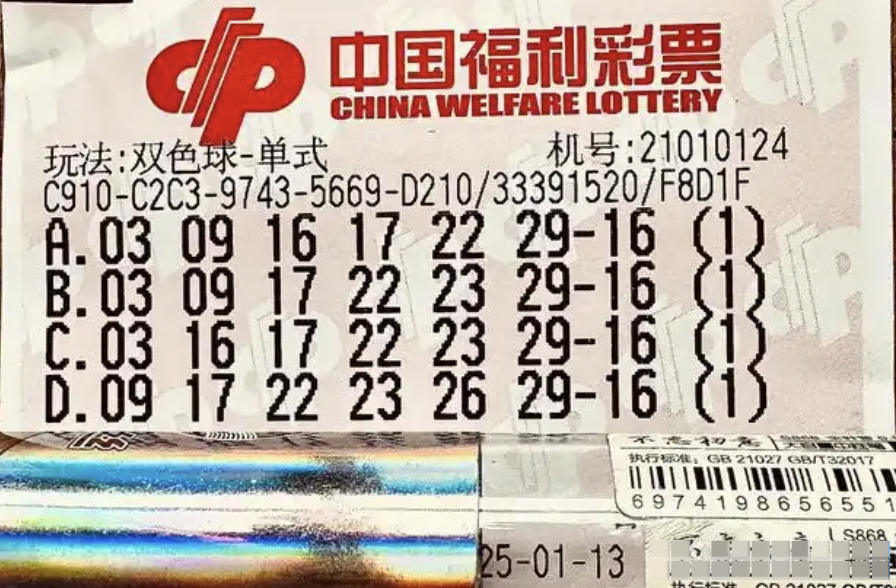 中国福利彩票
CHINA WELFARE LOTTERY
玩法:双色球-单式 机号:21010124
C910-C2C3-9743-5669-D210/33391520/F8D1F
A.03 09 16 17 22 29-16 (1)
B.03 09 17 22 23 29-16 (1)
C.03 16 17 22 23 29-16 (1)
D.09 17 22 23 26 29-16 (1)
不忘初意
执行标准: GB 21027 GB/T32017
6974198656551
LS868
25-01-13
执行标准: GB 21027 GB/